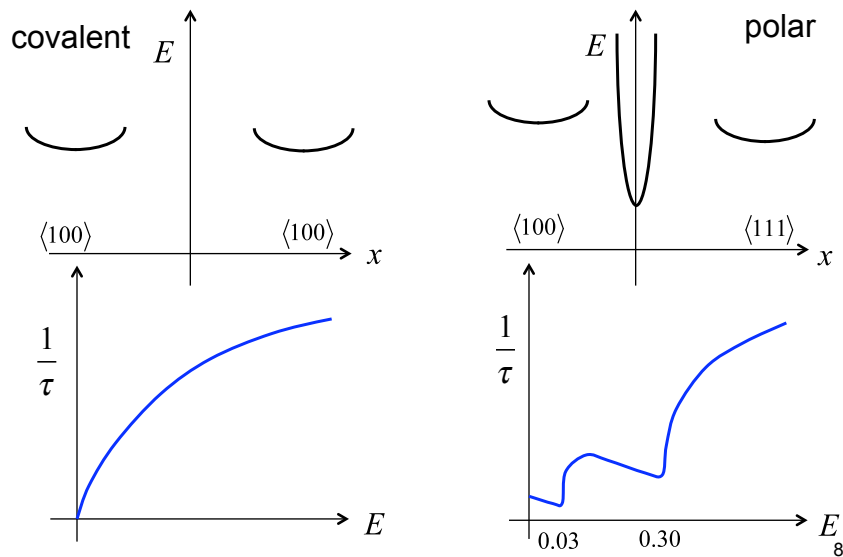 covalent
E
⟨100⟩
⟨100⟩
x
1
τ
E
polar
E
⟨100⟩
⟨111⟩
x
1
τ
0.03
0.30
E
8